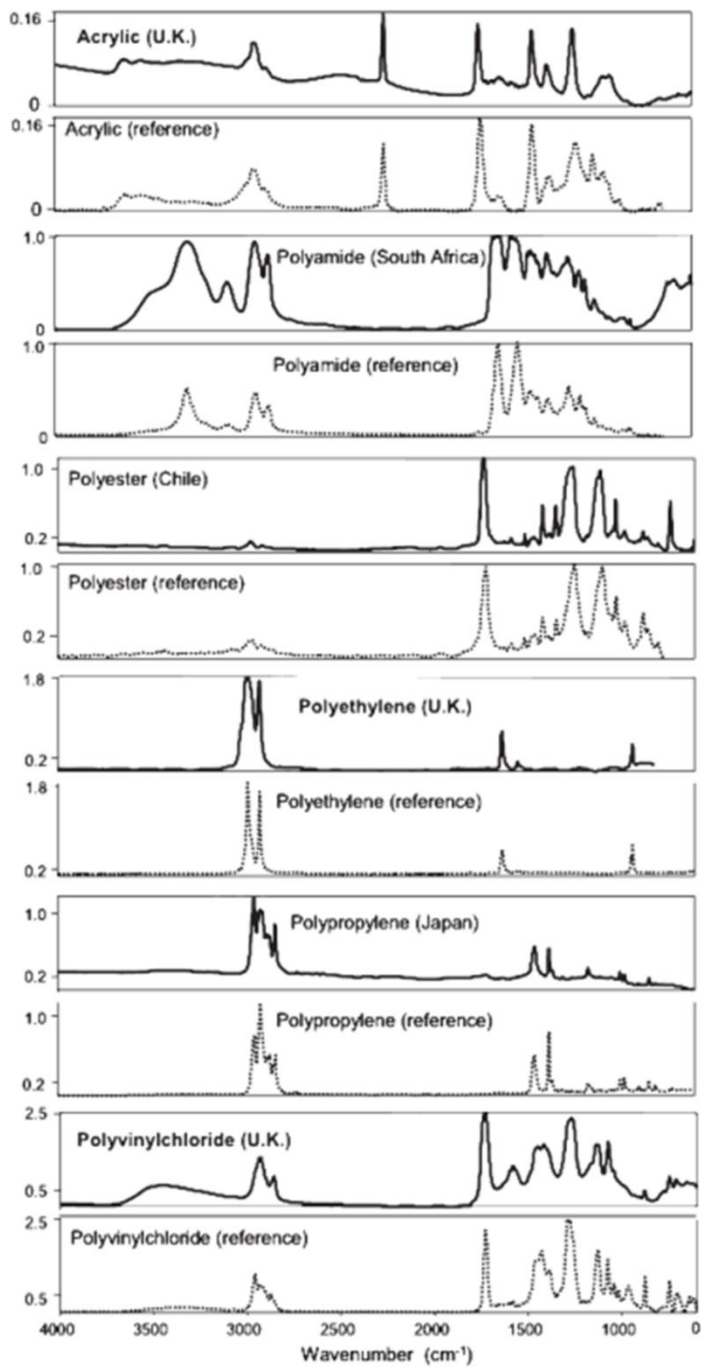 0.16
Acrylic (U.K.)
0
0.16
Acrylic (reference)
0
1.0
Polyamide (South Africa)
0
1.0
Polyamide (reference)
0
1.0
Polyester (Chile)
0.2
1.0
Polyester (reference)
0.2
1.8
Polyethylene (U.K.)
0.2
1.8
Polyethylene (reference)
0.2
1.0
Polypropylene (Japan)
0.2
1.0
Polypropylene (reference)
0.2
2.5
Polyvinylchloride (U.K.)
0.5
2.5
Polyvinylchloride (reference)
0.5
4000 3500 3000 2500 2000 1500 1000 0
Wavenumber (cm⁻¹)